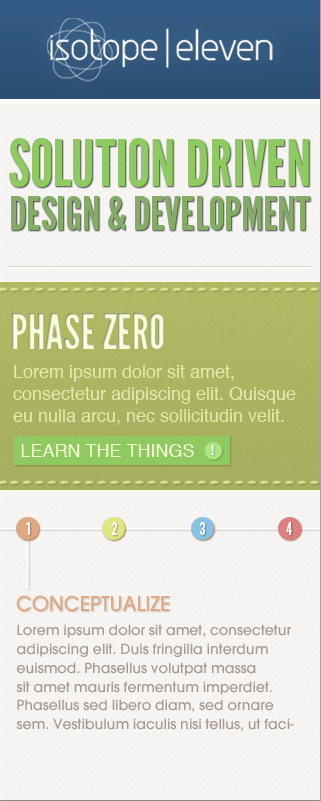 isotope|eleven
SOLUTION DRIVEN
DESIGN & DEVELOPMENT
PHASE ZERO
Lorem ipsum dolor sit amet,
consectetur adipiscing elit. Quisque
eu nulla arcu, nec sollicitudin velit.
LEARN THE THINGS !
1 2 3 4
CONCEPTUALIZE
Lorem ipsum dolor sit amet, consectetur
adipiscing elit. Duis fringilla interdum
euismod. Phasellus volutpat massa
sit amet mauris fermentum imperdiet.
Phasellus sed libero diam, sed ornare
sem. Vestibulum iaculis nisi tellus, ut faci-